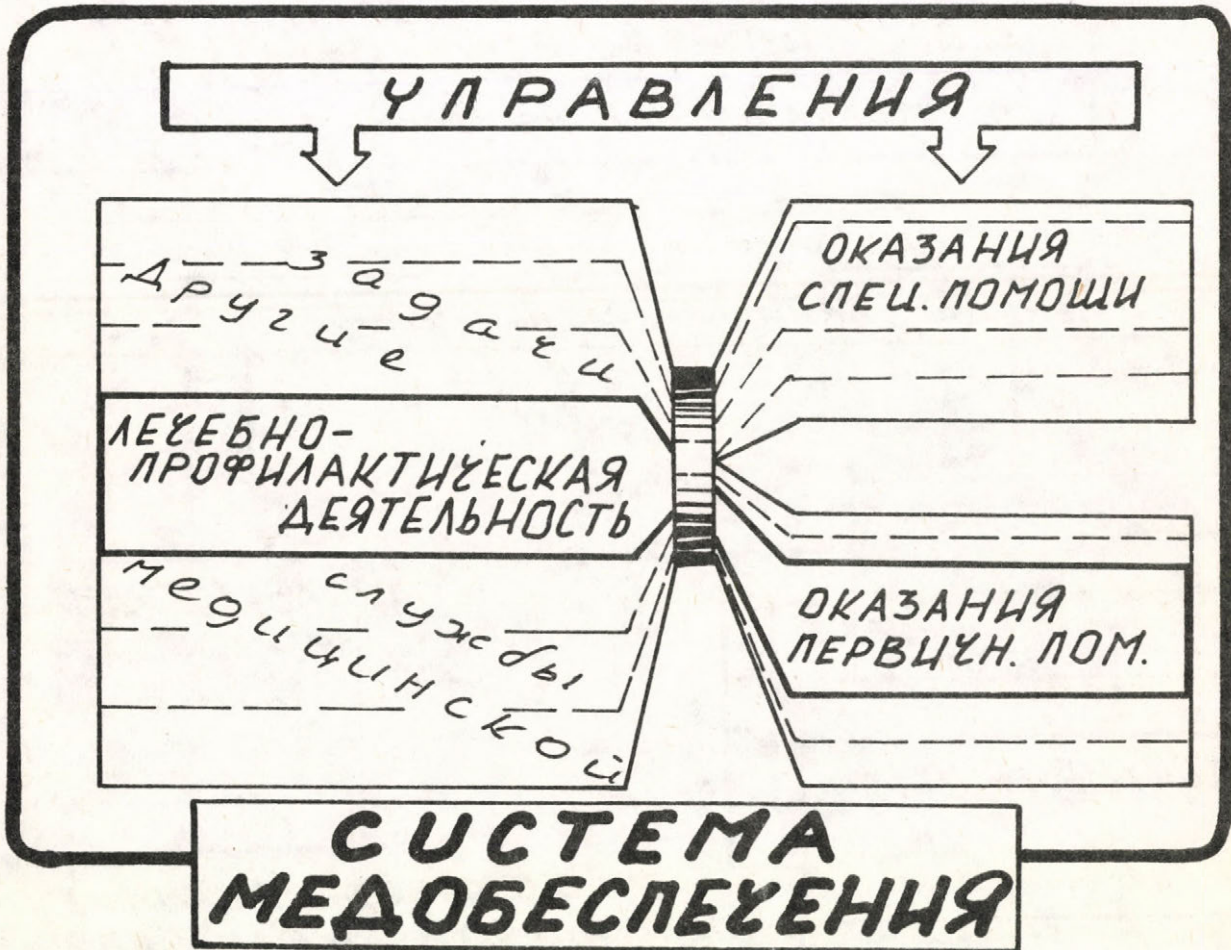 УПРАВЛЕНИЯ
Другие задачи
ЛЕЧЕБНО-
ПРОФИЛАКТИЧЕСКАЯ
ДЕЯТЕЛЬНОСТЬ
медицинской службы
ОКАЗАНИЯ
СПЕЦ. ПОМОЩИ
ОКАЗАНИЯ
ПЕРВИЧН. ПОМ.
СИСТЕМА
МЕДОБЕСПЕЧЕНИЯ